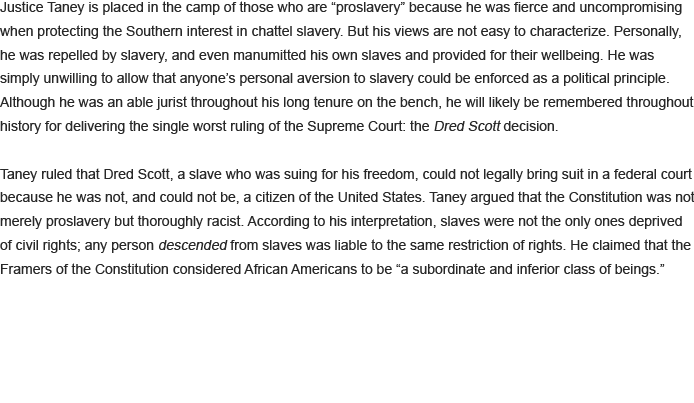 Justice Taney is placed in the camp of those who are “proslavery” because he was fierce and uncompromising
when protecting the Southern interest in chattel slavery. But his views are not easy to characterize. Personally,
he was repelled by slavery, and even manumitted his own slaves and provided for their wellbeing. He was
simply unwilling to allow that anyone’s personal aversion to slavery could be enforced as a political principle.
Although he was an able jurist throughout his long tenure on the bench, he will likely be remembered throughout
history for delivering the single worst ruling of the Supreme Court: the Dred Scott decision.
Taney ruled that Dred Scott, a slave who was suing for his freedom, could not legally bring suit in a federal court
because he was not, and could not be, a citizen of the United States. Taney argued that the Constitution was not
merely proslavery but thoroughly racist. According to his interpretation, slaves were not the only ones deprived
of civil rights; any person descended from slaves was liable to the same restriction of rights. He claimed that the
Framers of the Constitution considered African Americans to be “a subordinate and inferior class of beings.”